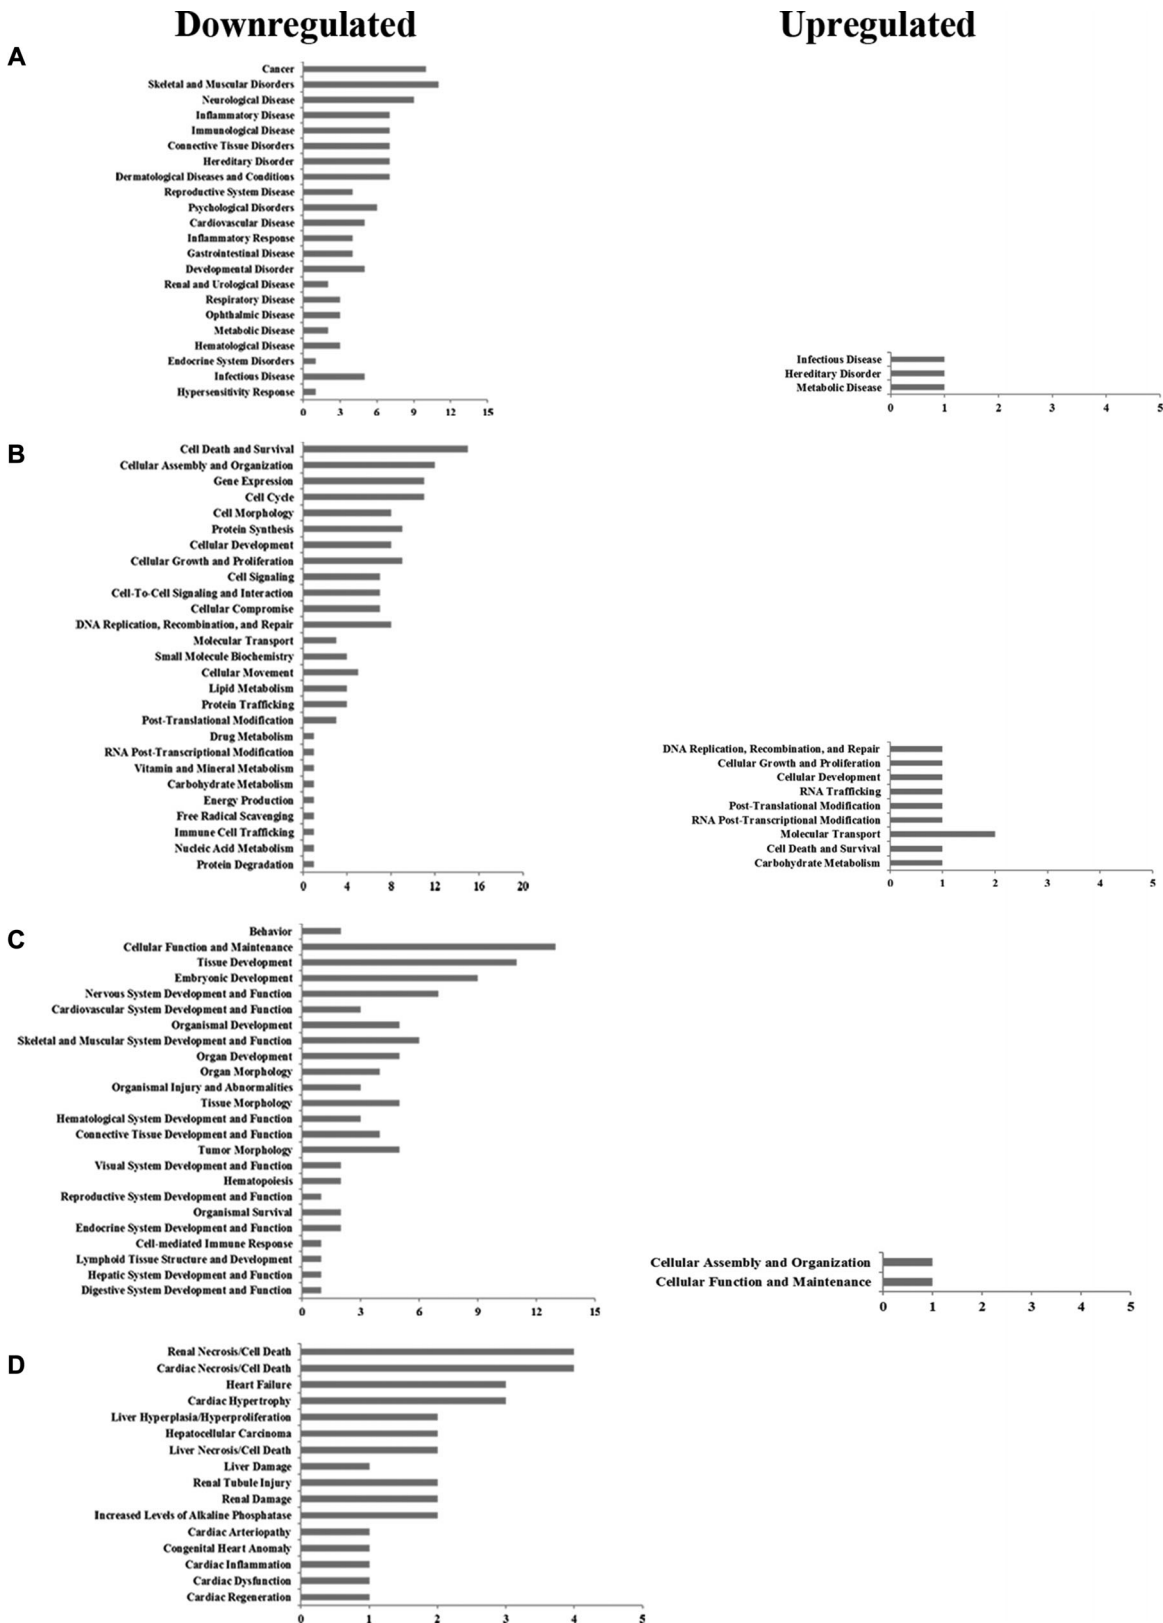 Downregulated
Upregulated
A
Cancer
Skeletal and Muscular Disorders
Neurological Disease
Inflammatory Disease
Immunological Disease
Connective Tissue Disorders
Hereditary Disorder
Dermatological Diseases and Conditions
Reproductive System Disease
Psychological Disorders
Cardiovascular Disease
Inflammatory Response
Gastrointestinal Disease
Developmental Disorder
Renal and Urological Disease
Respiratory Disease
Ophthalmic Disease
Metabolic Disease
Hematological Disease
Endocrine System Disorders
Infectious Disease
Hypersensitivity Response
0 3 6 9 12 15
Infectious Disease
Hereditary Disorder
Metabolic Disease
0 1 2 3 4 5
B
Cell Death and Survival
Cellular Assembly and Organization
Gene Expression
Cell Cycle
Cell Morphology
Protein Synthesis
Cellular Development
Cellular Growth and Proliferation
Cell Signaling
Cell-To-Cell Signaling and Interaction
Cellular Compromise
DNA Replication, Recombination, and Repair
Molecular Transport
Small Molecule Biochemistry
Cellular Movement
Lipid Metabolism
Protein Trafficking
Post-Translational Modification
Drug Metabolism
RNA Post-Transcriptional Modification
Vitamin and Mineral Metabolism
Carbohydrate Metabolism
Energy Production
Free Radical Scavenging
Immune Cell Trafficking
Nucleic Acid Metabolism
Protein Degradation
0 4 8 12 16 20
DNA Replication, Recombination, and Repair
Cellular Growth and Proliferation
Cellular Development
RNA Trafficking
Post-Translational Modification
RNA Post-Transcriptional Modification
Molecular Transport
Cell Death and Survival
Carbohydrate Metabolism
0 1 2 3 4 5
C
Behavior
Cellular Function and Maintenance
Tissue Development
Embryonic Development
Nervous System Development and Function
Cardiovascular System Development and Function
Organismal Development
Skeletal and Muscular System Development and Function
Organ Development
Organ Morphology
Organismal Injury and Abnormalities
Tissue Morphology
Hematological System Development and Function
Connective Tissue Development and Function
Tumor Morphology
Visual System Development and Function
Hematopoiesis
Reproductive System Development and Function
Organismal Survival
Endocrine System Development and Function
Cell-mediated Immune Response
Lymphoid Tissue Structure and Development
Hepatic System Development and Function
Digestive System Development and Function
0 3 6 9 12 15
Cellular Assembly and Organization
Cellular Function and Maintenance
0 1 2 3 4 5
D
Renal Necrosis/Cell Death
Cardiac Necrosis/Cell Death
Heart Failure
Cardiac Hypertrophy
Liver Hyperplasia/Hyperproliferation
Hepatocellular Carcinoma
Liver Necrosis/Cell Death
Liver Damage
Renal Tubule Injury
Renal Damage
Increased Levels of Alkaline Phosphatase
Cardiac Arteriopathy
Congenital Heart Anomaly
Cardiac Inflammation
Cardiac Dysfunction
Cardiac Regeneration
0 1 2 3 4 5